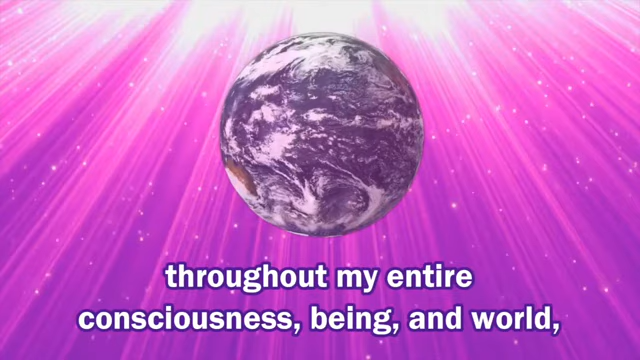 throughout my entire
consciousness, being, and world,